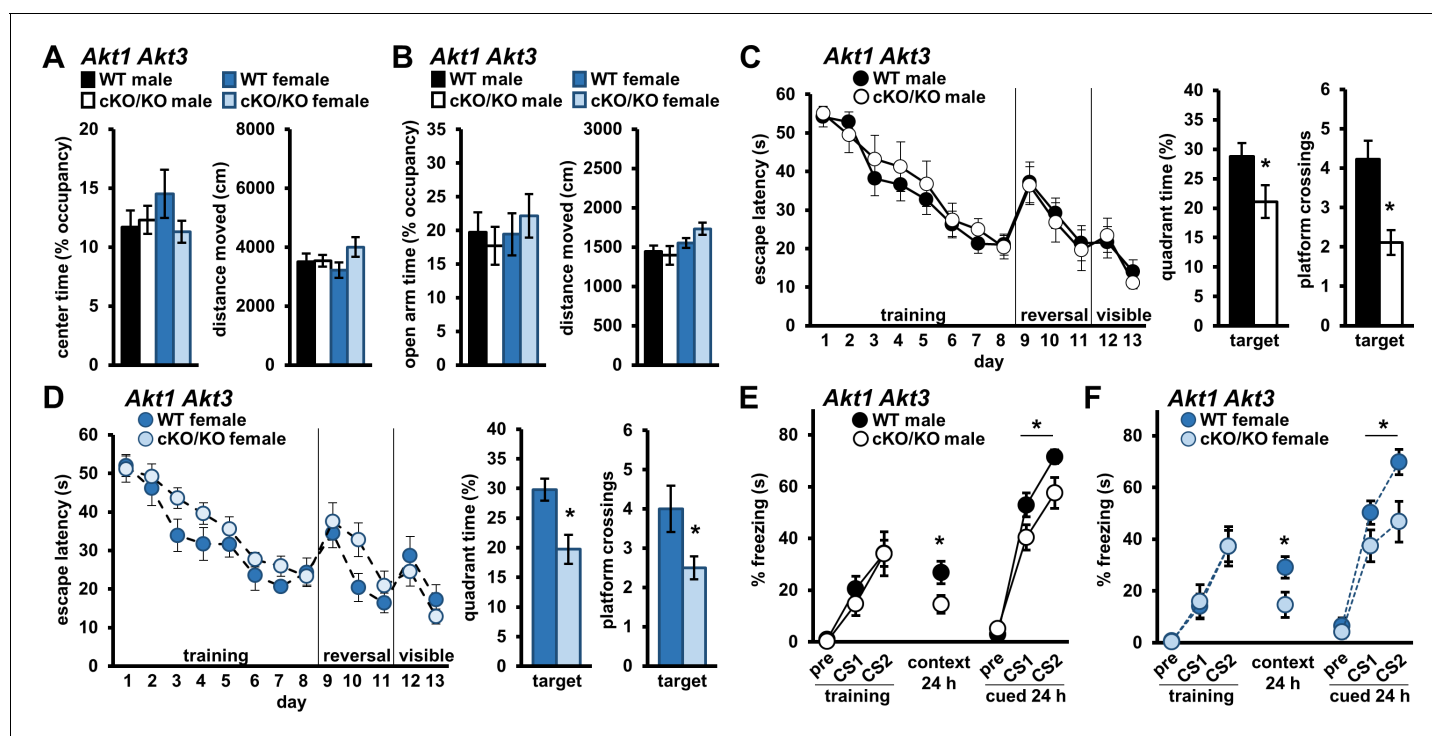 A
Akt1 Akt3
WT male
WT female
cKO/KO male
cKO/KO female
center time (% occupancy)
20
15
10
5
0
distance moved (cm)
8000
6000
4000
2000
0
B
Akt1 Akt3
WT male
WT female
cKO/KO male
cKO/KO female
open arm time (% occupancy)
35
30
25
20
15
10
5
0
distance moved (cm)
3000
2500
2000
1500
1000
500
0
C
Akt1 Akt3
WT male
cKO/KO male
escape latency (s)
60
50
40
30
20
10
0
training reversal visible
1 2 3 4 5 6 7 8 9 10 11 12 13
day
quadrant time (%)
40
35
30
25
20
15
10
5
0
*
target
platform crossings
6
5
4
3
2
1
0
*
target
D
Akt1 Akt3
WT female
cKO/KO female
escape latency (s)
60
50
40
30
20
10
0
training reversal visible
1 2 3 4 5 6 7 8 9 10 11 12 13
day
quadrant time (%)
40
35
30
25
20
15
10
5
0
*
target
platform crossings
6
5
4
3
2
1
0
*
target
E
Akt1 Akt3
WT male
cKO/KO male
% freezing (s)
80
60
40
20
0
*
*
pre CS1 CS2
training
context
24 h
pre CS1 CS2
cued 24 h
F
Akt1 Akt3
WT female
cKO/KO female
% freezing (s)
80
60
40
20
0
*
*
pre CS1 CS2
training
context
24 h
pre CS1 CS2
cued 24 h